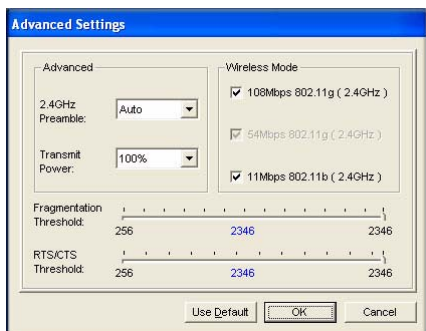 Advanced Settings
Advanced
2.4GHz
Preamble:
Auto
Transmit
Power:
100%
Wireless Mode
108Mbps 802.11g ( 2.4GHz )
54Mbps 802.11g ( 2.4GHz )
11Mbps 802.11b ( 2.4GHz )
Fragmentation
Threshold:
256 2346 2346
RTS/CTS
Threshold:
256 2346 2346
Use Default OK Cancel